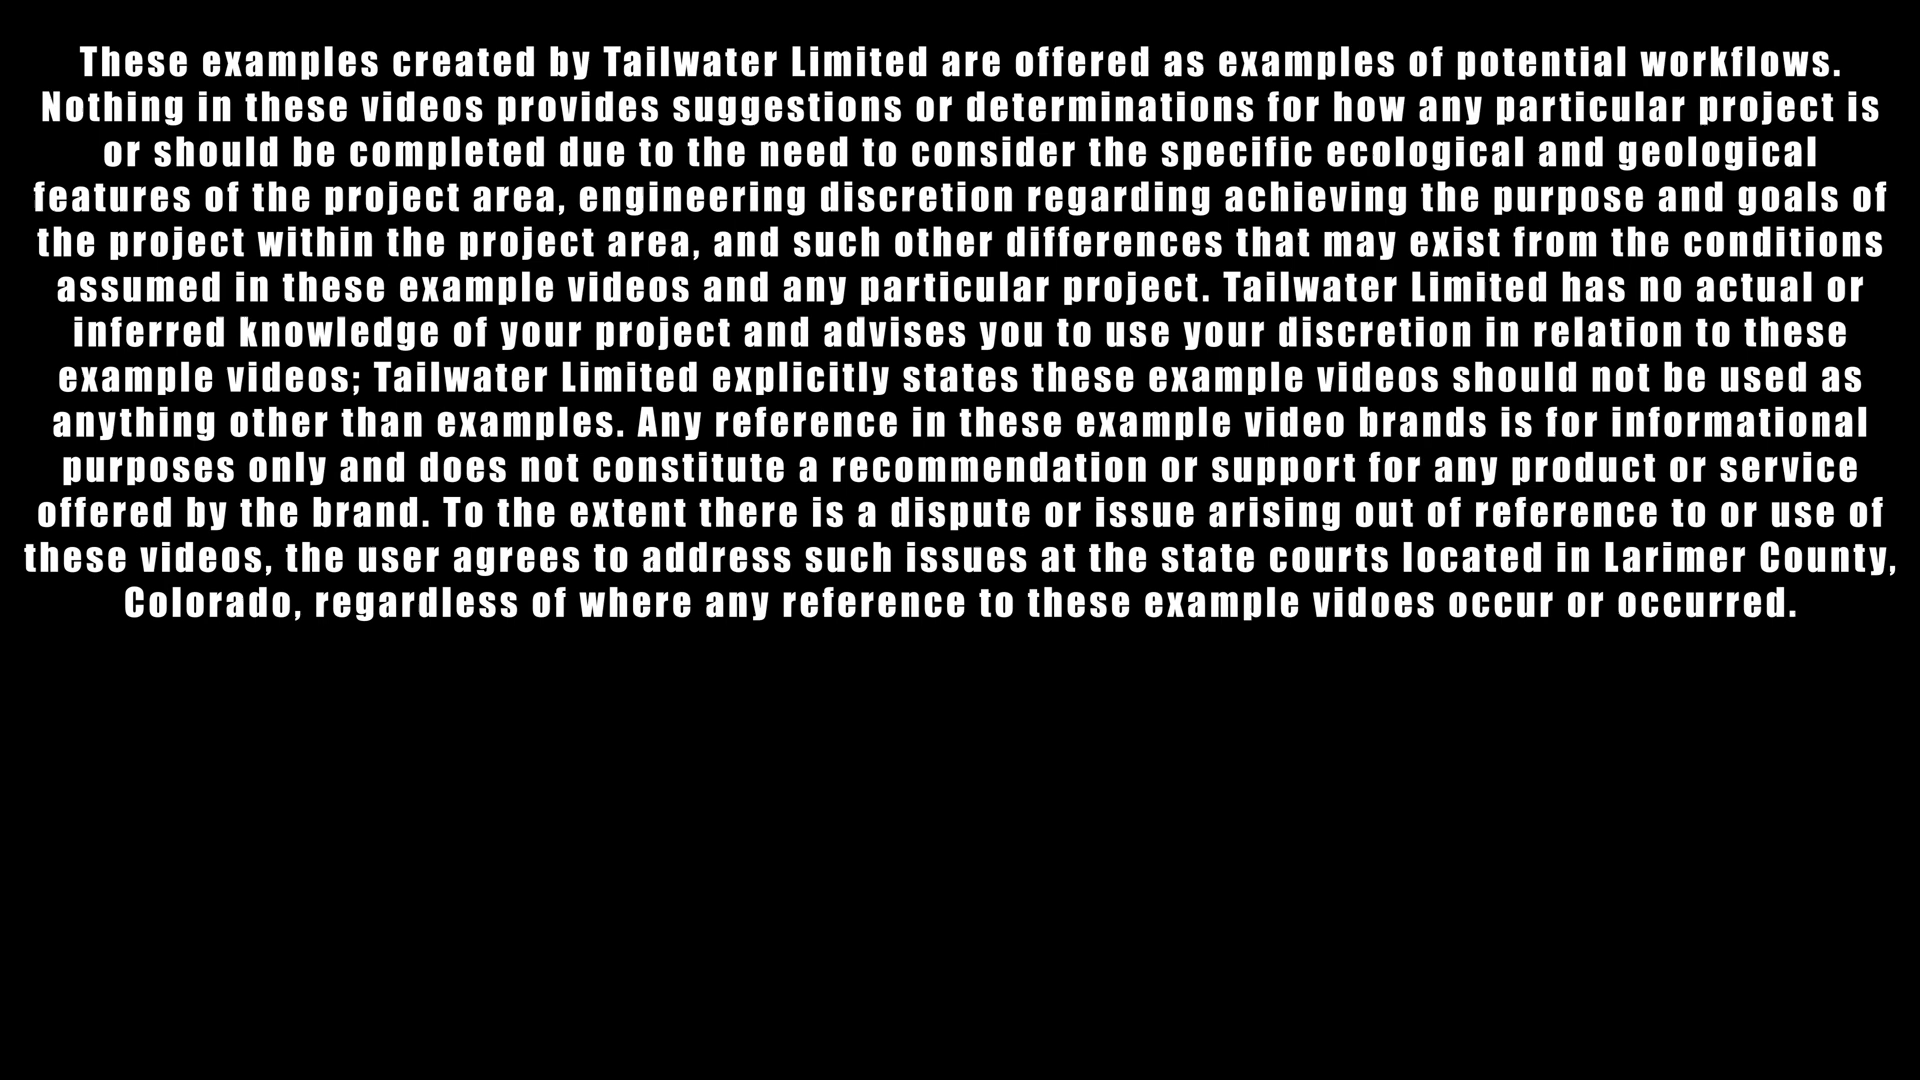 These examples created by Tailwater Limited are offered as examples of potential workflows.
Nothing in these videos provides suggestions or determinations for how any particular project is
or should be completed due to the need to consider the specific ecological and geological
features of the project area, engineering discretion regarding achieving the purpose and goals of
the project within the project area, and such other differences that may exist from the conditions
assumed in these example videos and any particular project. Tailwater Limited has no actual or
inferred knowledge of your project and advises you to use your discretion in relation to these
example videos; Tailwater Limited explicitly states these example videos should not be used as
anything other than examples. Any reference in these example video brands is for informational
purposes only and does not constitute a recommendation or support for any product or service
offered by the brand. To the extent there is a dispute or issue arising out of reference to or use of
these videos, the user agrees to address such issues at the state courts located in Larimer County,
Colorado, regardless of where any reference to these example vidoes occur or occurred.